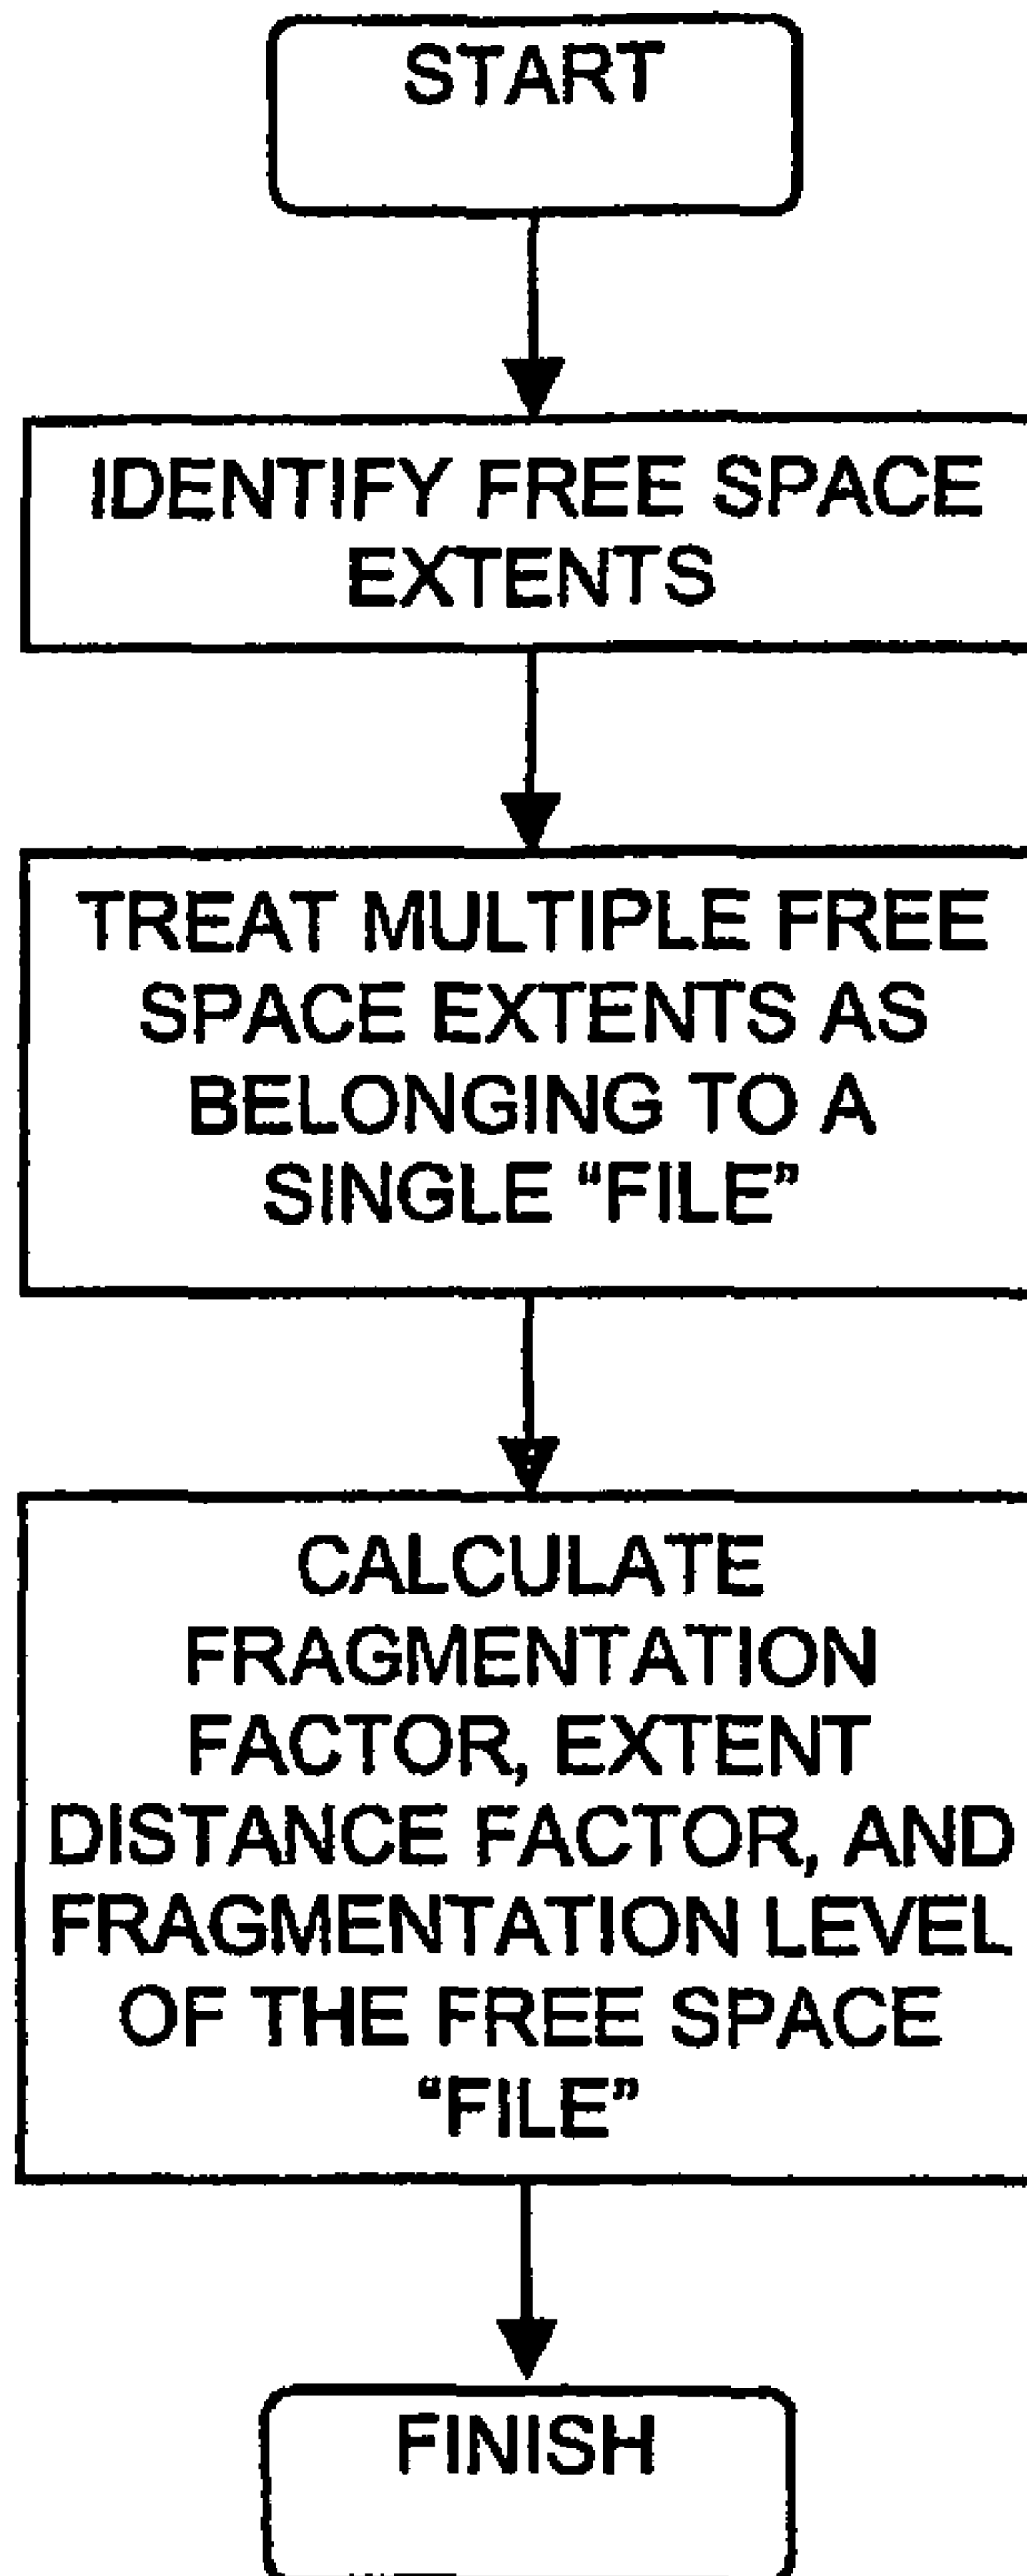 START
IDENTIFY FREE SPACE
EXTENTS
TREAT MULTIPLE FREE
SPACE EXTENTS AS
BELONGING TO A
SINGLE “FILE”
CALCULATE
FRAGMENTATION
FACTOR, EXTENT
DISTANCE FACTOR, AND
FRAGMENTATION LEVEL
OF THE FREE SPACE
“FILE”
FINISH